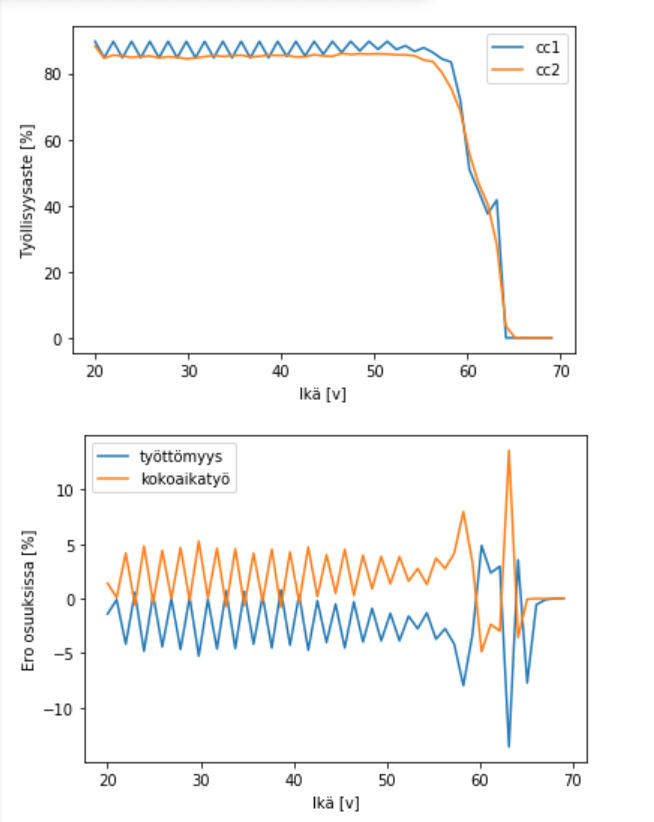 cc1
cc2
Työllisyysaste [%]
80
60
40
20
0
20 30 40 50 60 70
Ikä [v]
työttömyys
kokoaikatyö
Ero osuuksissa [%]
10
5
0
−5
−10
20 30 40 50 60 70
Ikä [v]